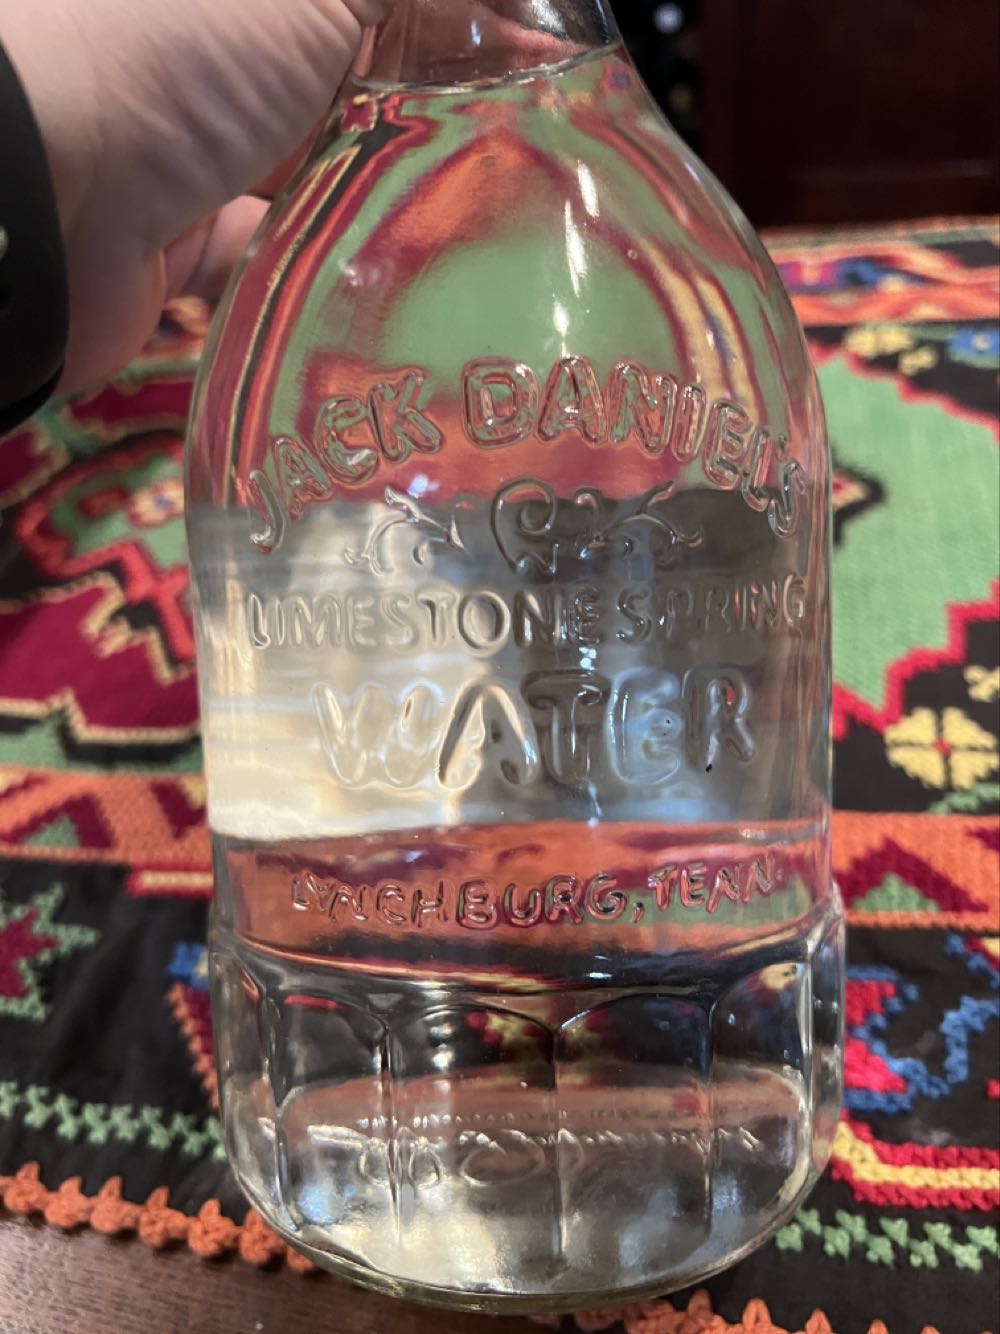 JACK DANIEL'S
LIMESTONE SPRING
WATER
LYNCHBURG, TENN.